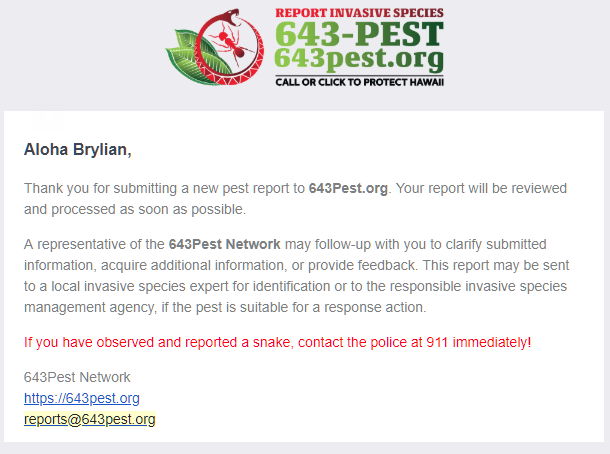 REPORT INVASIVE SPECIES
643-PEST
643pest.org
CALL OR CLICK TO PROTECT HAWAII
Aloha Brylian,
Thank you for submitting a new pest report to 643Pest.org. Your report will be reviewed
and processed as soon as possible.
A representative of the 643Pest Network may follow-up with you to clarify submitted
information, acquire additional information, or provide feedback. This report may be sent
to a local invasive species expert for identification or to the responsible invasive species
management agency, if the pest is suitable for a response action.
If you have observed and reported a snake, contact the police at 911 immediately!
643Pest Network
https://643pest.org
reports@643pest.org